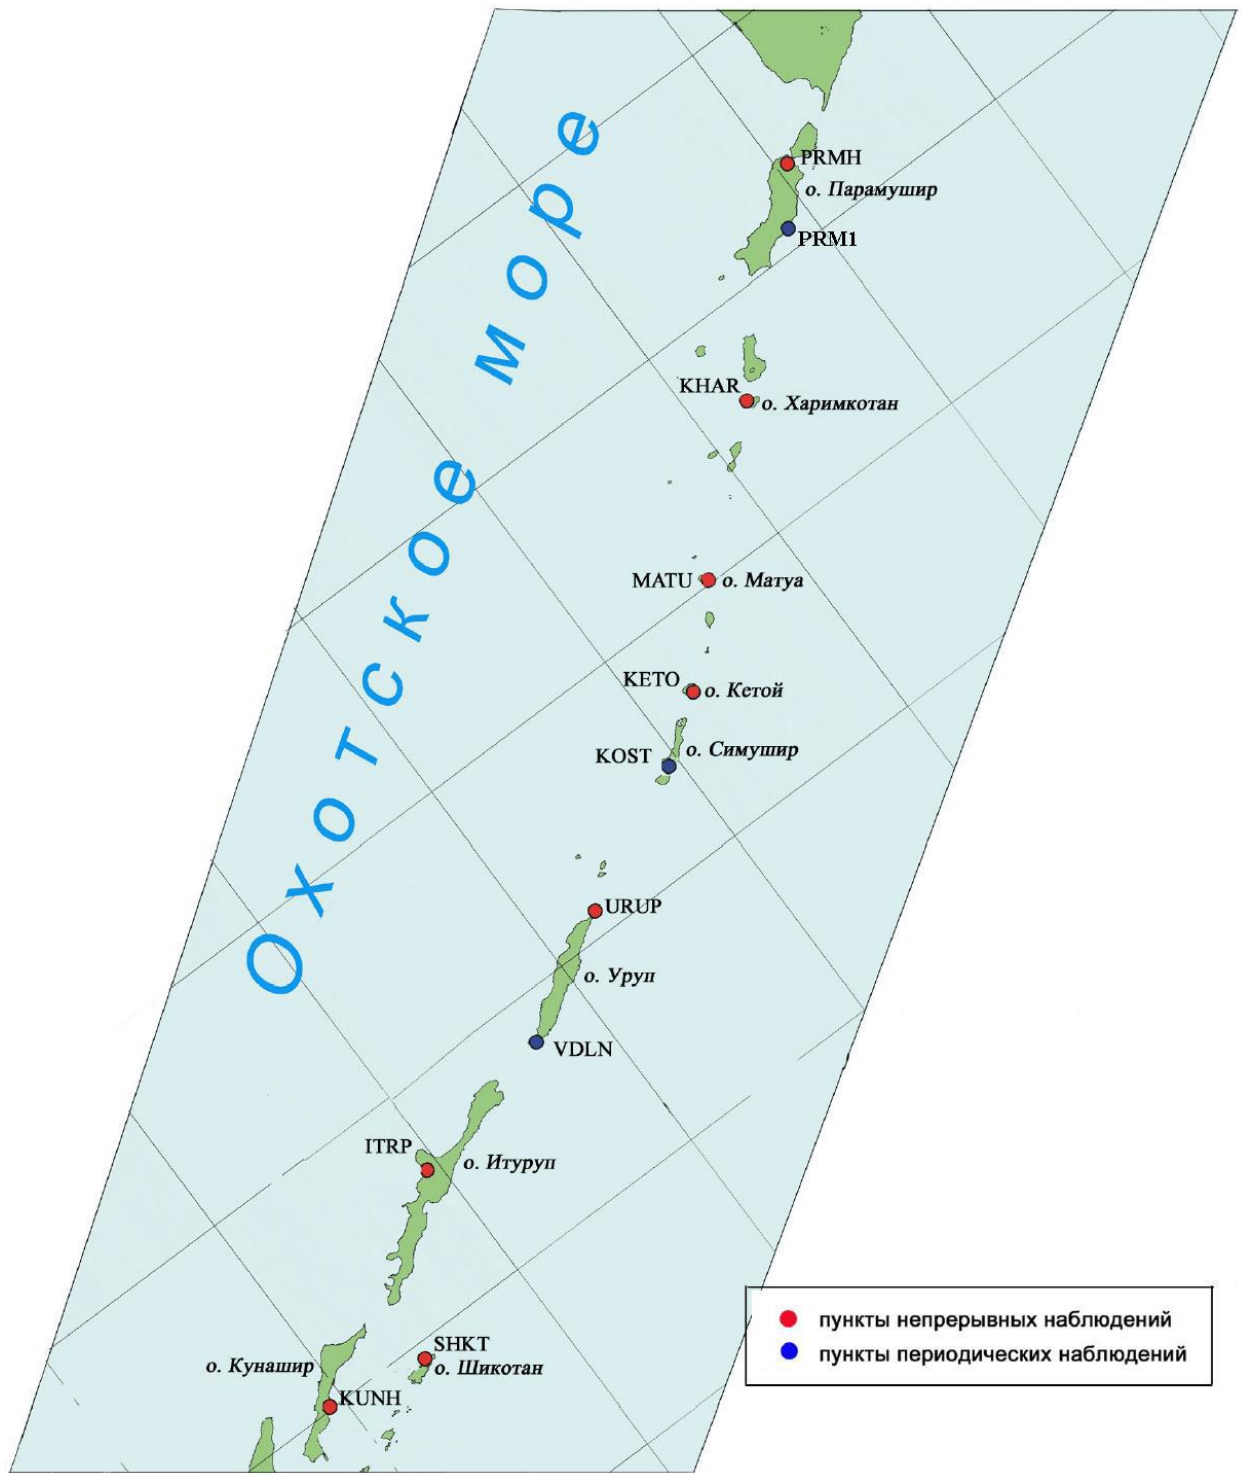 Охотское море
PRMH
о. Парамушир
PRM1
KHAR
о. Харимкотан
MATU
о. Матуа
KETO
о. Кетой
KOST
о. Симушир
URUP
о. Уруп
VDLN
ITRP
о. Итуруп
SHKT
о. Шикотан
о. Кунашир
KUNH
пункты непрерывных наблюдений
пункты периодических наблюдений